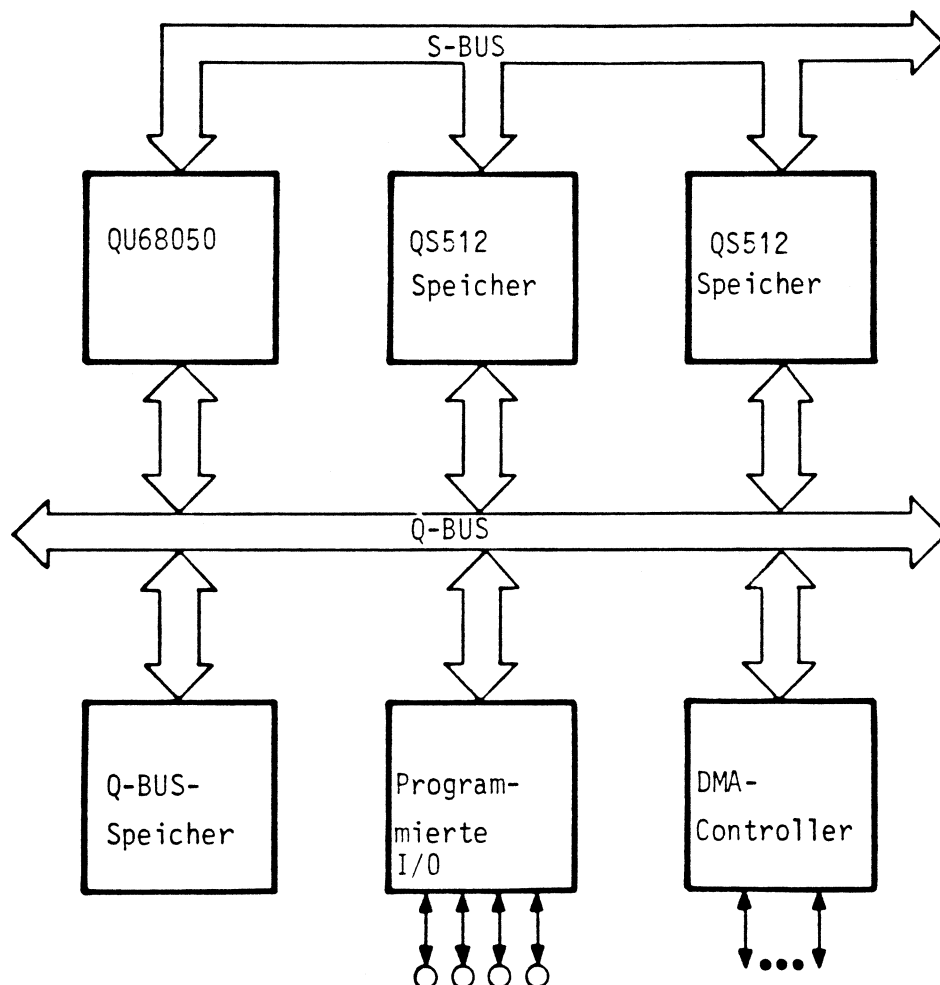 S-BUS
QU68050
QS512
Speicher
QS512
Speicher
Q-BUS
Q-BUS-
Speicher
Program-
mierte
I/O
DMA-
Controller